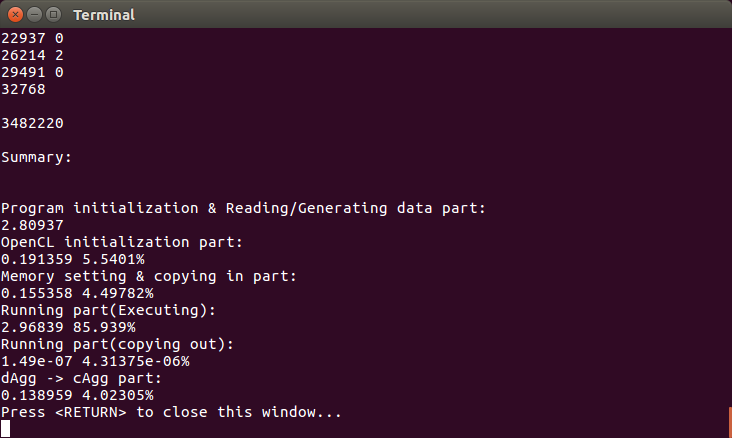 Terminal
22937 0
26214 2
29491 0
32768
3482220
Summary:
Program initialization & Reading/Generating data part:
2.80937
OpenCL initialization part:
0.191359 5.5401%
Memory setting & copying in part:
0.155358 4.49782%
Running part(Executing):
2.96839 85.939%
Running part(copying out):
1.49e-07 4.31375e-06%
dAgg -> cAgg part:
0.138959 4.02305%
Press <RETURN> to close this window...